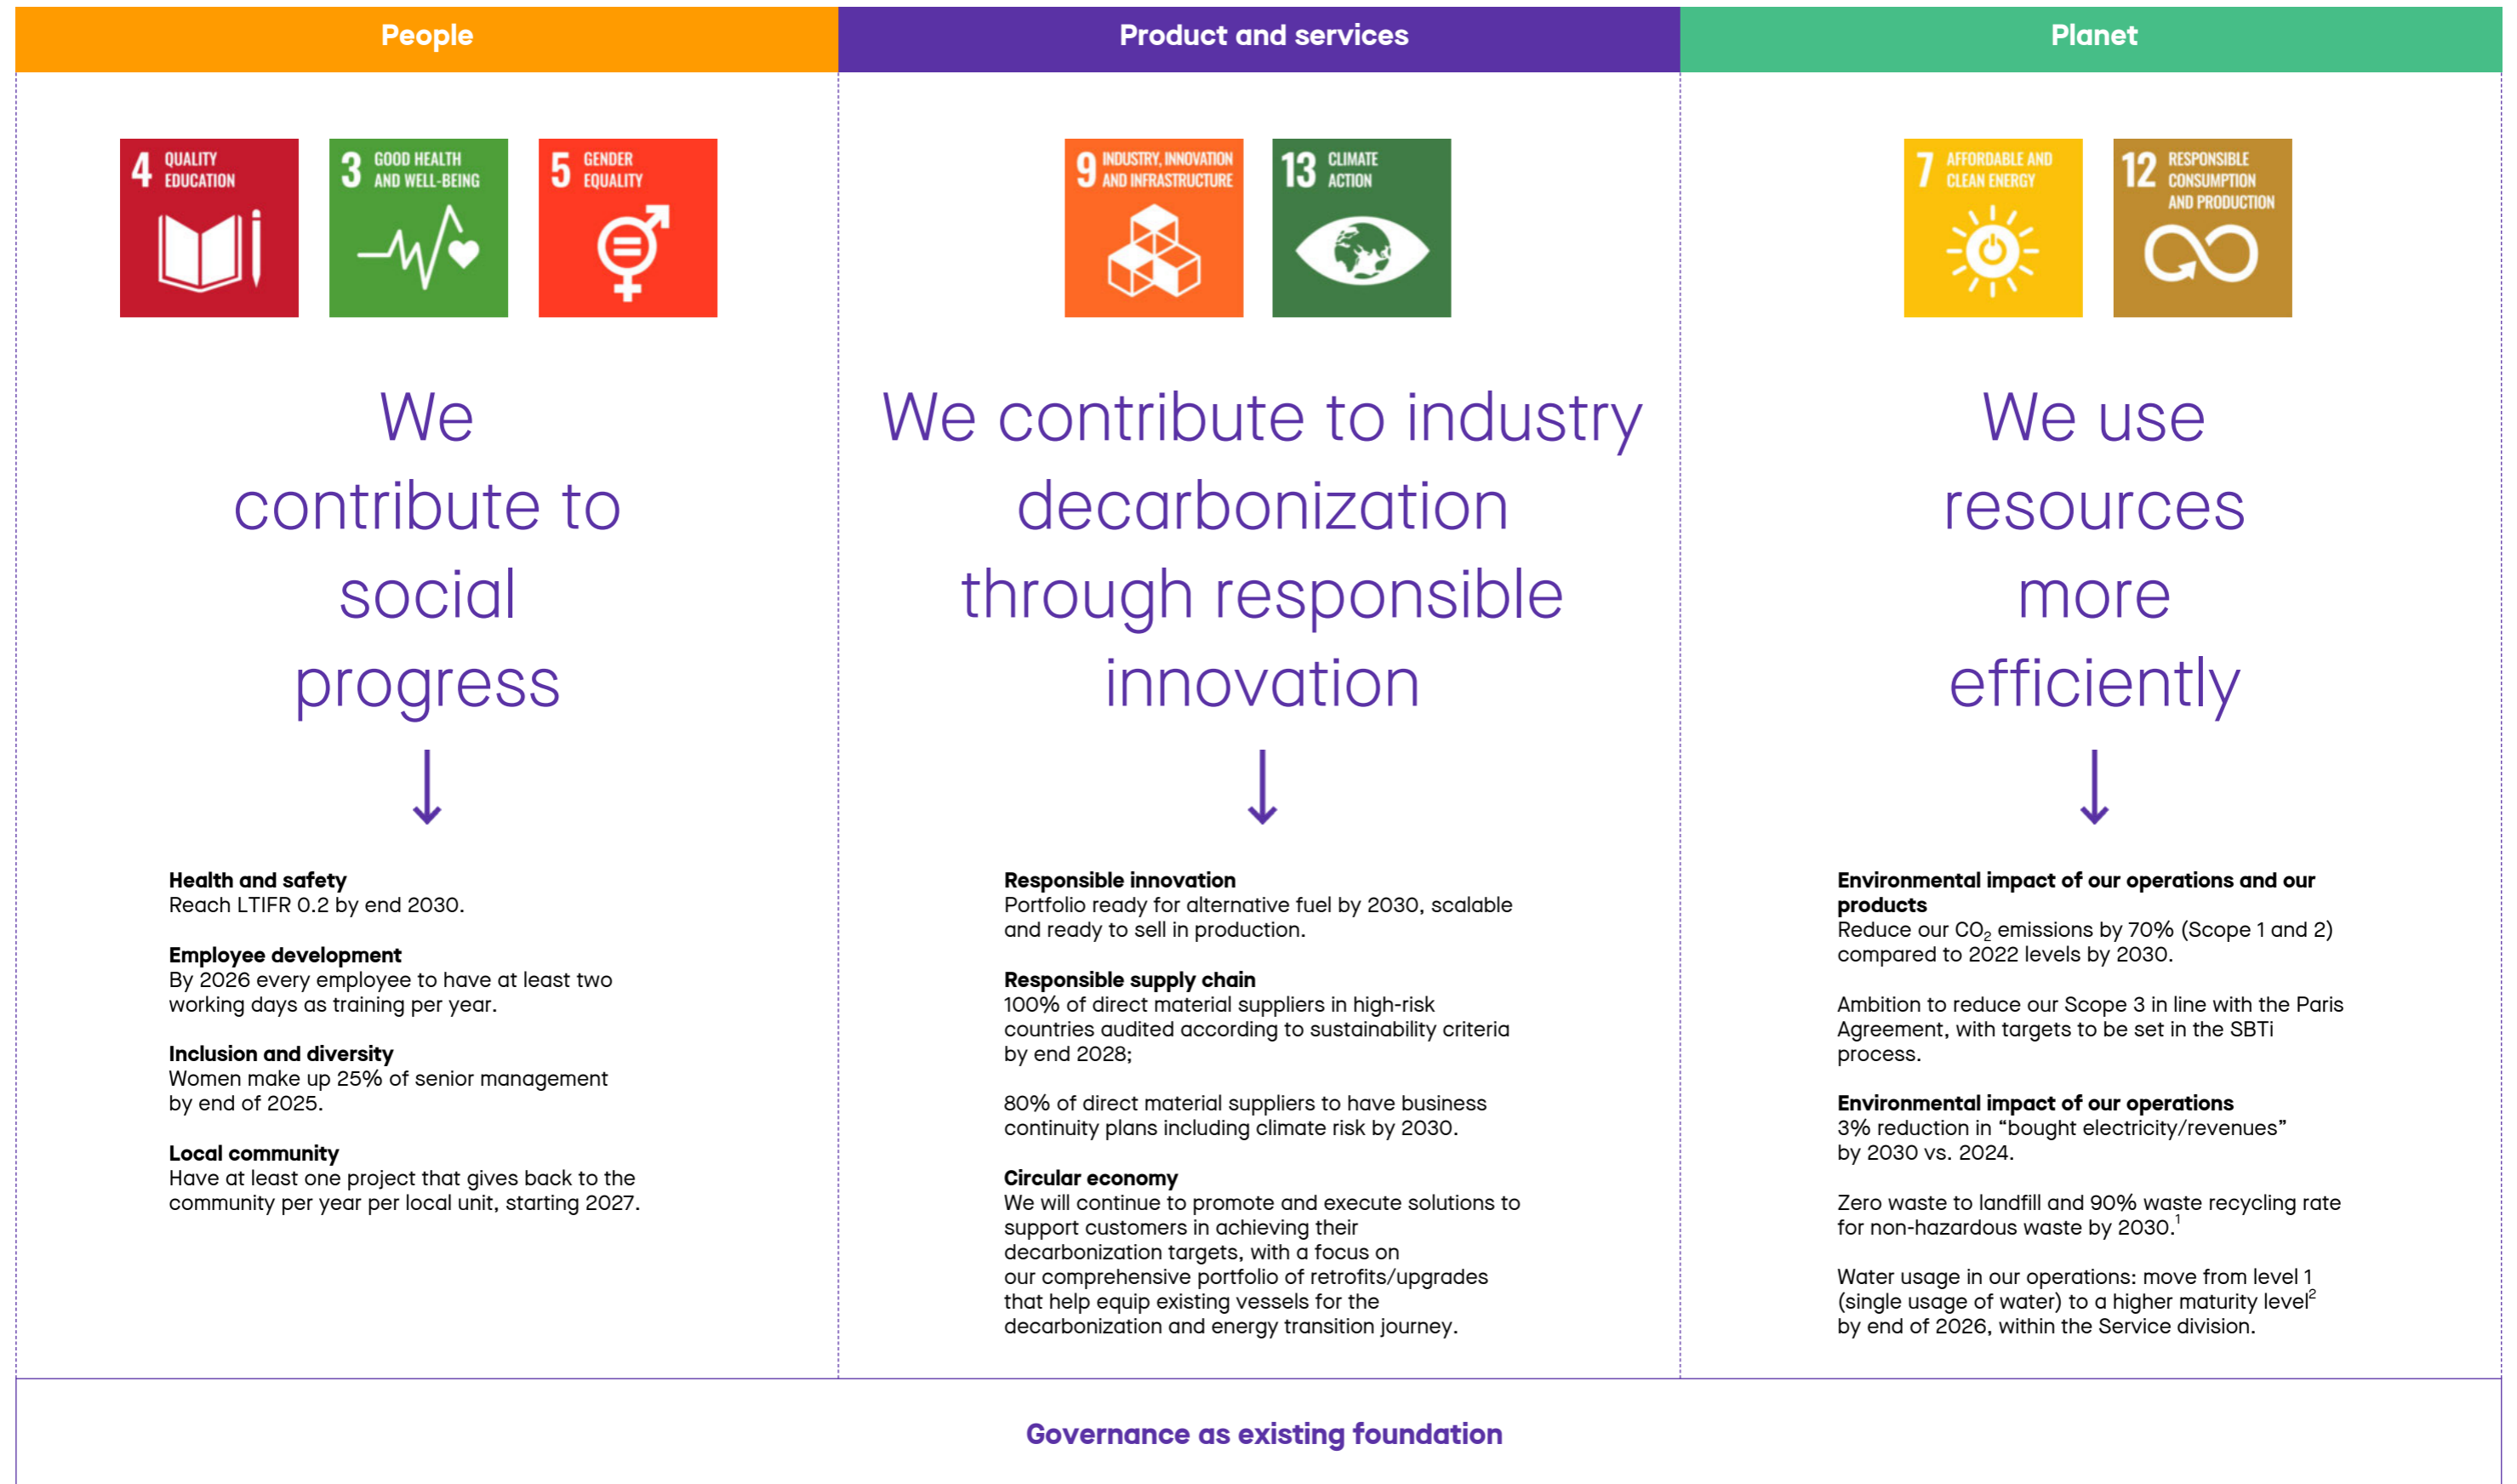 People
4 QUALITY
EDUCATION
3 GOOD HEALTH
AND WELL-BEING
5 GENDER
EQUALITY
We
contribute to
social
progress
Health and safety
Reach LTIFR 0.2 by end 2030.
Employee development
By 2026 every employee to have at least two
working days as training per year.
Inclusion and diversity
Women make up 25% of senior management
by end of 2025.
Local community
Have at least one project that gives back to the
community per year per local unit, starting 2027.
Product and services
9 INDUSTRY, INNOVATION
AND INFRASTRUCTURE
13 CLIMATE
ACTION
We contribute to industry
decarbonization
through responsible
innovation
Responsible innovation
Portfolio ready for alternative fuel by 2030, scalable
and ready to sell in production.
Responsible supply chain
100% of direct material suppliers in high-risk
countries audited according to sustainability criteria
by end 2028;
80% of direct material suppliers to have business
continuity plans including climate risk by 2030.
Circular economy
We will continue to promote and execute solutions to
support customers in achieving their
decarbonization targets, with a focus on
our comprehensive portfolio of retrofits/upgrades
that help equip existing vessels for the
decarbonization and energy transition journey.
Planet
7 AFFORDABLE AND
CLEAN ENERGY
12 RESPONSIBLE
CONSUMPTION
AND PRODUCTION
We use
resources
more
efficiently
Environmental impact of our operations and our
products
Reduce our CO₂ emissions by 70% (Scope 1 and 2)
compared to 2022 levels by 2030.
Ambition to reduce our Scope 3 in line with the Paris
Agreement, with targets to be set in the SBTi
process.
Environmental impact of our operations
3% reduction in “bought electricity/revenues”
by 2030 vs. 2024.
Zero waste to landfill and 90% waste recycling rate
for non-hazardous waste by 2030.¹
Water usage in our operations: move from level 1
(single usage of water) to a higher maturity level²
by end of 2026, within the Service division.
Governance as existing foundation